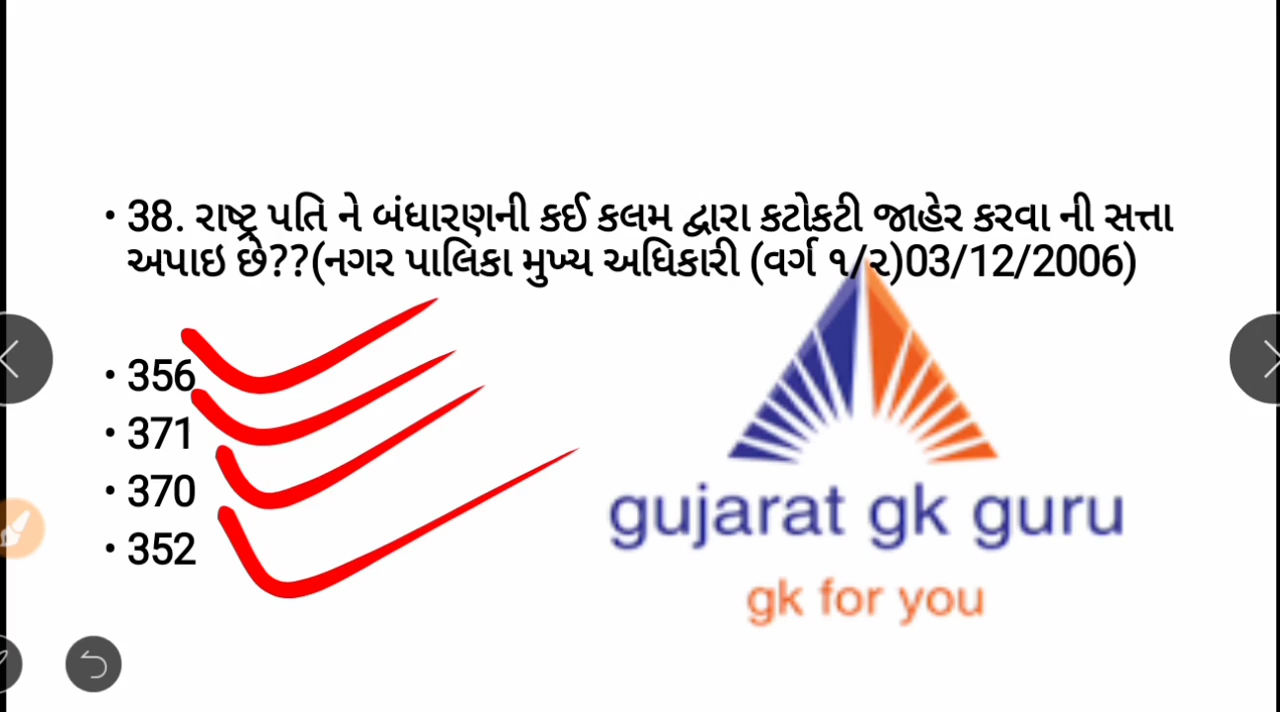 • 38. રાષ્ટ્ર પતિ ને બંધારણની કઈ કલમ દ્વારા કટોકટી જાહેર કરવા ની સત્તા
અપાઇ છે??(નગર પાલિકા મુખ્ય અધિકારી (વર્ગ ૧/૨)03/12/2006)
• 356
• 371
• 370
• 352
gujarat gk guru
gk for you